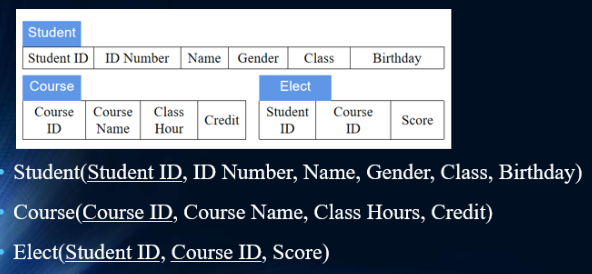 Student
Student ID ID Number Name Gender Class Birthday
Course Elect
Course ID Course Name Class Hour Credit Student ID Course ID Score
Student(Student ID, ID Number, Name, Gender, Class, Birthday)
Course(Course ID, Course Name, Class Hours, Credit)
Elect(Student ID, Course ID, Score)